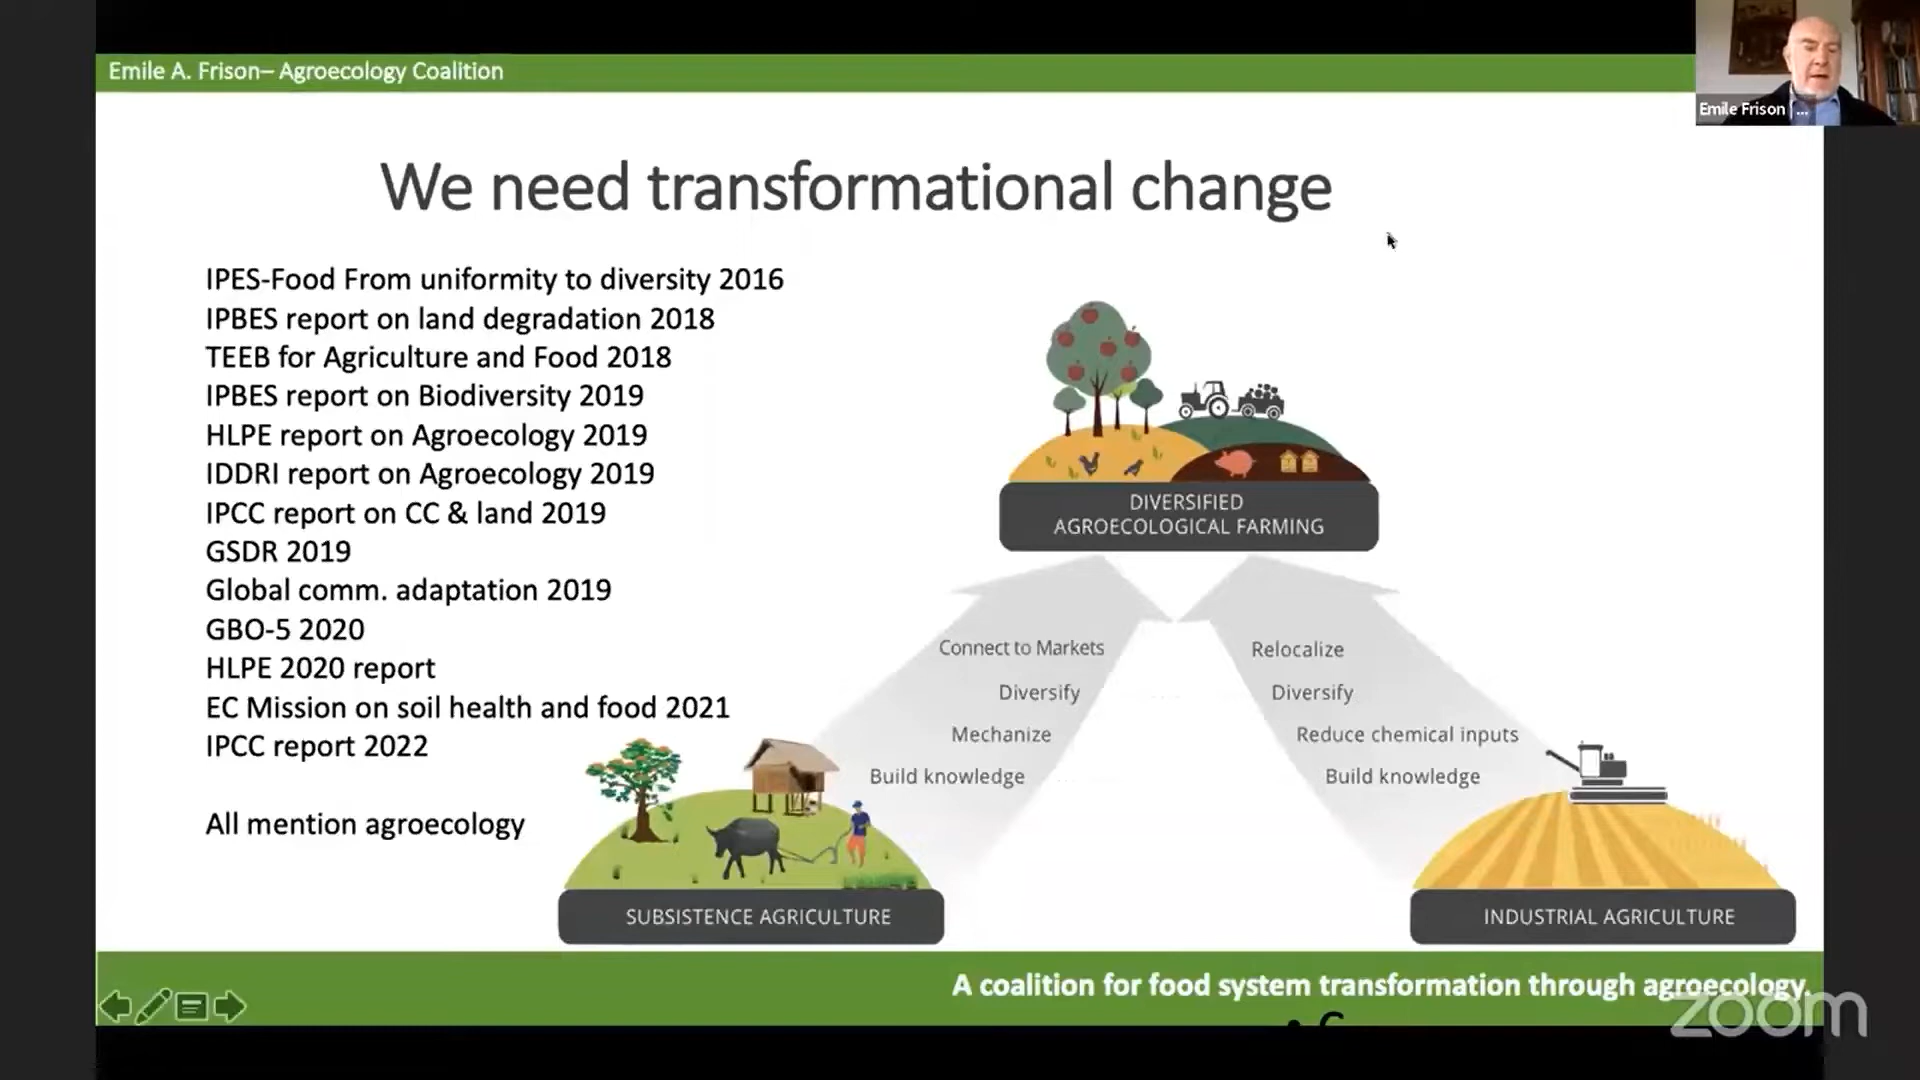 Emile A. Frison– Agroecology Coalition
Emile Frison | ...
We need transformational change
IPES-Food From uniformity to diversity 2016
IPBES report on land degradation 2018
TEEB for Agriculture and Food 2018
IPBES report on Biodiversity 2019
HLPE report on Agroecology 2019
IDDRI report on Agroecology 2019
IPCC report on CC & land 2019
GSDR 2019
Global comm. adaptation 2019
GBO-5 2020
HLPE 2020 report
EC Mission on soil health and food 2021
IPCC report 2022
All mention agroecology
DIVERSIFIED
AGROECOLOGICAL FARMING
Connect to Markets
Diversify
Mechanize
Build knowledge
Relocalize
Diversify
Reduce chemical inputs
Build knowledge
SUBSISTENCE AGRICULTURE
INDUSTRIAL AGRICULTURE
A coalition for food system transformation through agroecology.
zoom